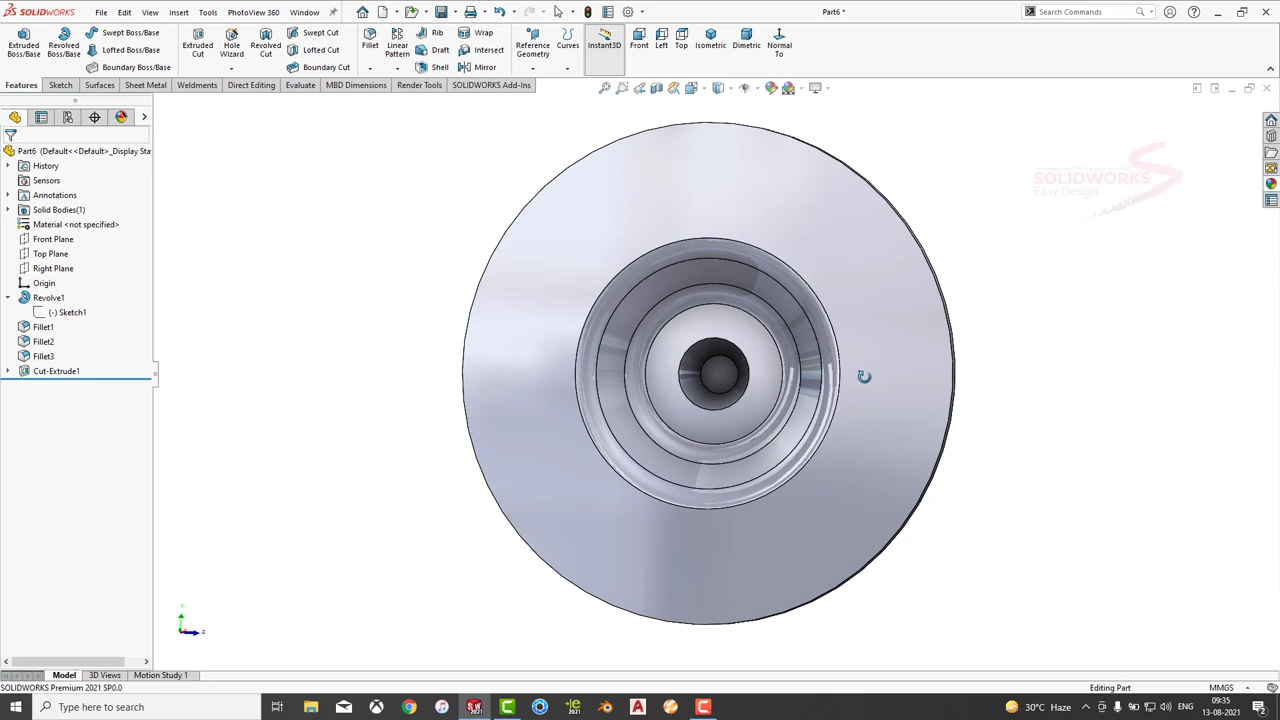 SOLIDWORKS File Edit View Insert Tools PhotoView 360 Window Part6 * Search Commands
Extruded Boss/Base
Revolved Boss/Base
Swept Boss/Base
Lofted Boss/Base
Boundary Boss/Base
Extruded Cut
Hole Wizard
Revolved Cut
Swept Cut
Lofted Cut
Boundary Cut
Fillet
Linear Pattern
Rib
Draft
Shell
Wrap
Intersect
Mirror
Reference Geometry
Curves
Instant3D
Front
Left
Top
Isometric
Dimetric
Normal To
Features Sketch Surfaces Sheet Metal Weldments Direct Editing Evaluate MBD Dimensions Render Tools SOLIDWORKS Add-Ins
Part6 (Default<<Default>_Display Sta
History
Sensors
Annotations
Solid Bodies(1)
Material <not specified>
Front Plane
Top Plane
Right Plane
Origin
Revolve1
(-) Sketch1
Fillet1
Fillet2
Fillet3
Cut-Extrude1
SOLIDWORKS
Easy Design
Y
Z
Model 3D Views Motion Study 1
SOLIDWORKS Premium 2021 SP0.0 Editing Part MMGS
Type here to search 30°C Haze ENG 09:35
13-08-2021